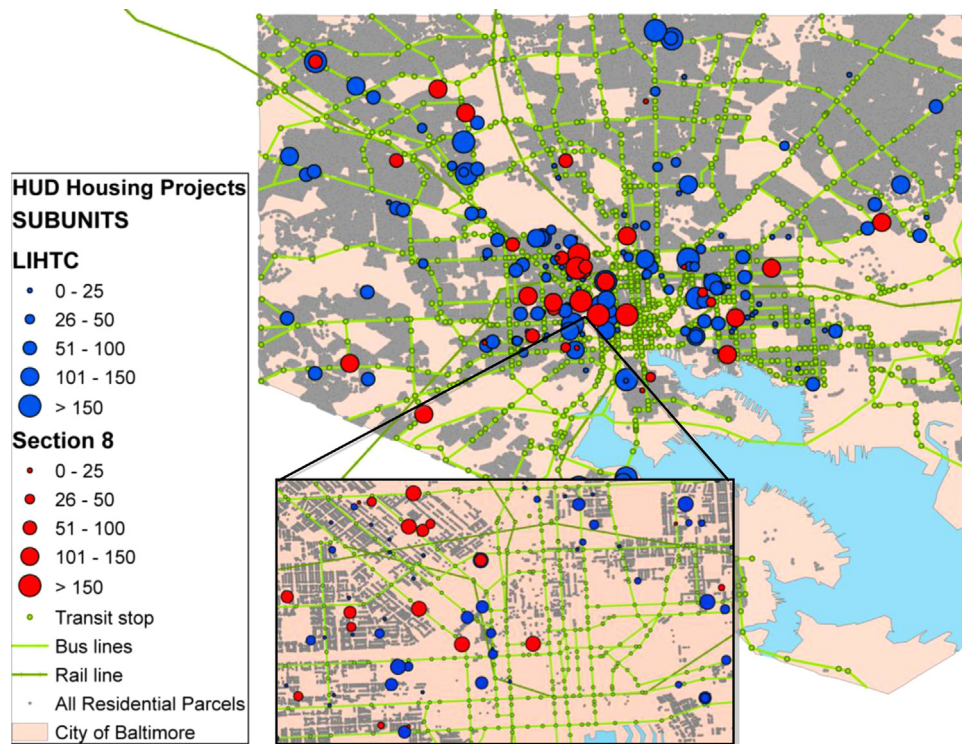 HUD Housing Projects
SUBUNITS
LIHTC
0 - 25
26 - 50
51 - 100
101 - 150
> 150
Section 8
0 - 25
26 - 50
51 - 100
101 - 150
> 150
Transit stop
Bus lines
Rail line
All Residential Parcels
City of Baltimore